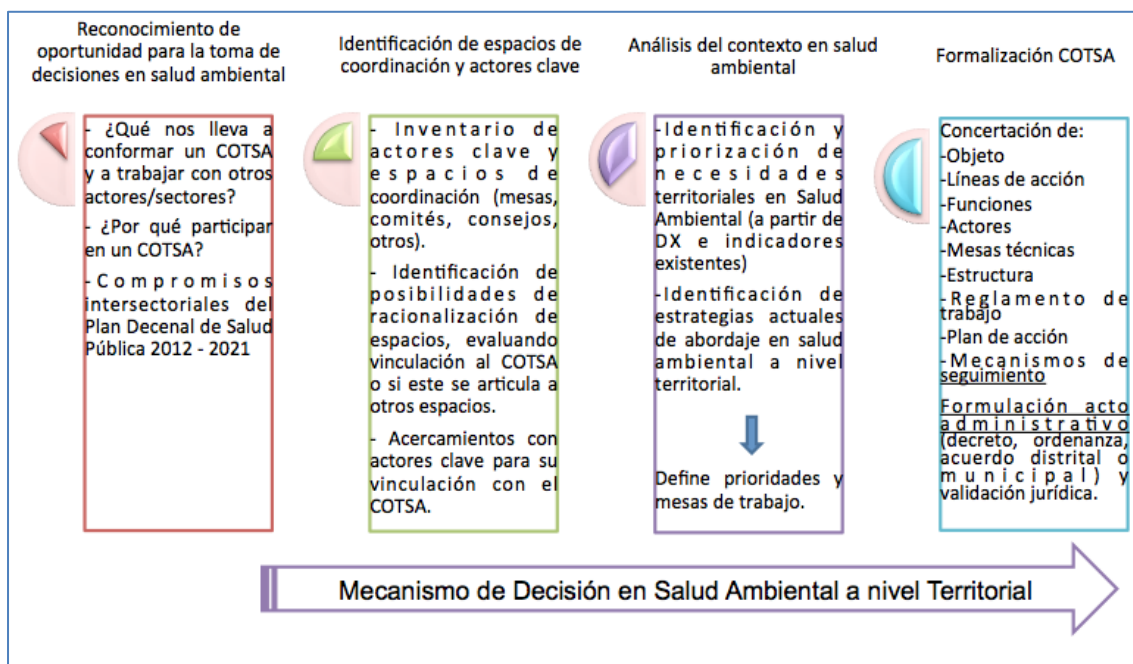 Reconocimiento de
oportunidad para la toma de
decisiones en salud ambiental
- ¿Qué nos lleva a
conformar un COTSA
y a trabajar con otros
actores/sectores?
- ¿Por qué participar
en un COTSA?
- Compromisos
intersectoriales del
Plan Decenal de Salud
Pública 2012 - 2021
Identificación de espacios de
coordinación y actores clave
- Inventario de
actores clave y
espacios de
coordinación (mesas,
comités, consejos,
otros).
- Identificación de
posibilidades de
racionalización de
espacios, evaluando
vinculación al COTSA
o si este se articula a
otros espacios.
- Acercamientos con
actores clave para su
vinculación con el
COTSA.
Análisis del contexto en salud
ambiental
-Identificación y
priorización de
necesidades
territoriales en Salud
Ambiental (a partir de
DX e indicadores
existentes)
-Identificación de
estrategias actuales
de abordaje en salud
ambiental a nivel
territorial.
Define prioridades y
mesas de trabajo.
Formalización COTSA
Concertación de:
-Objeto
-Líneas de acción
-Funciones
-Actores
-Mesas técnicas
-Estructura
-Reglamento de
trabajo
-Plan de acción
-Mecanismos de
seguimiento
Formulación acto
administrativo
(decreto, ordenanza,
acuerdo distrital o
municipal) y
validación jurídica.
Mecanismo de Decisión en Salud Ambiental a nivel Territorial